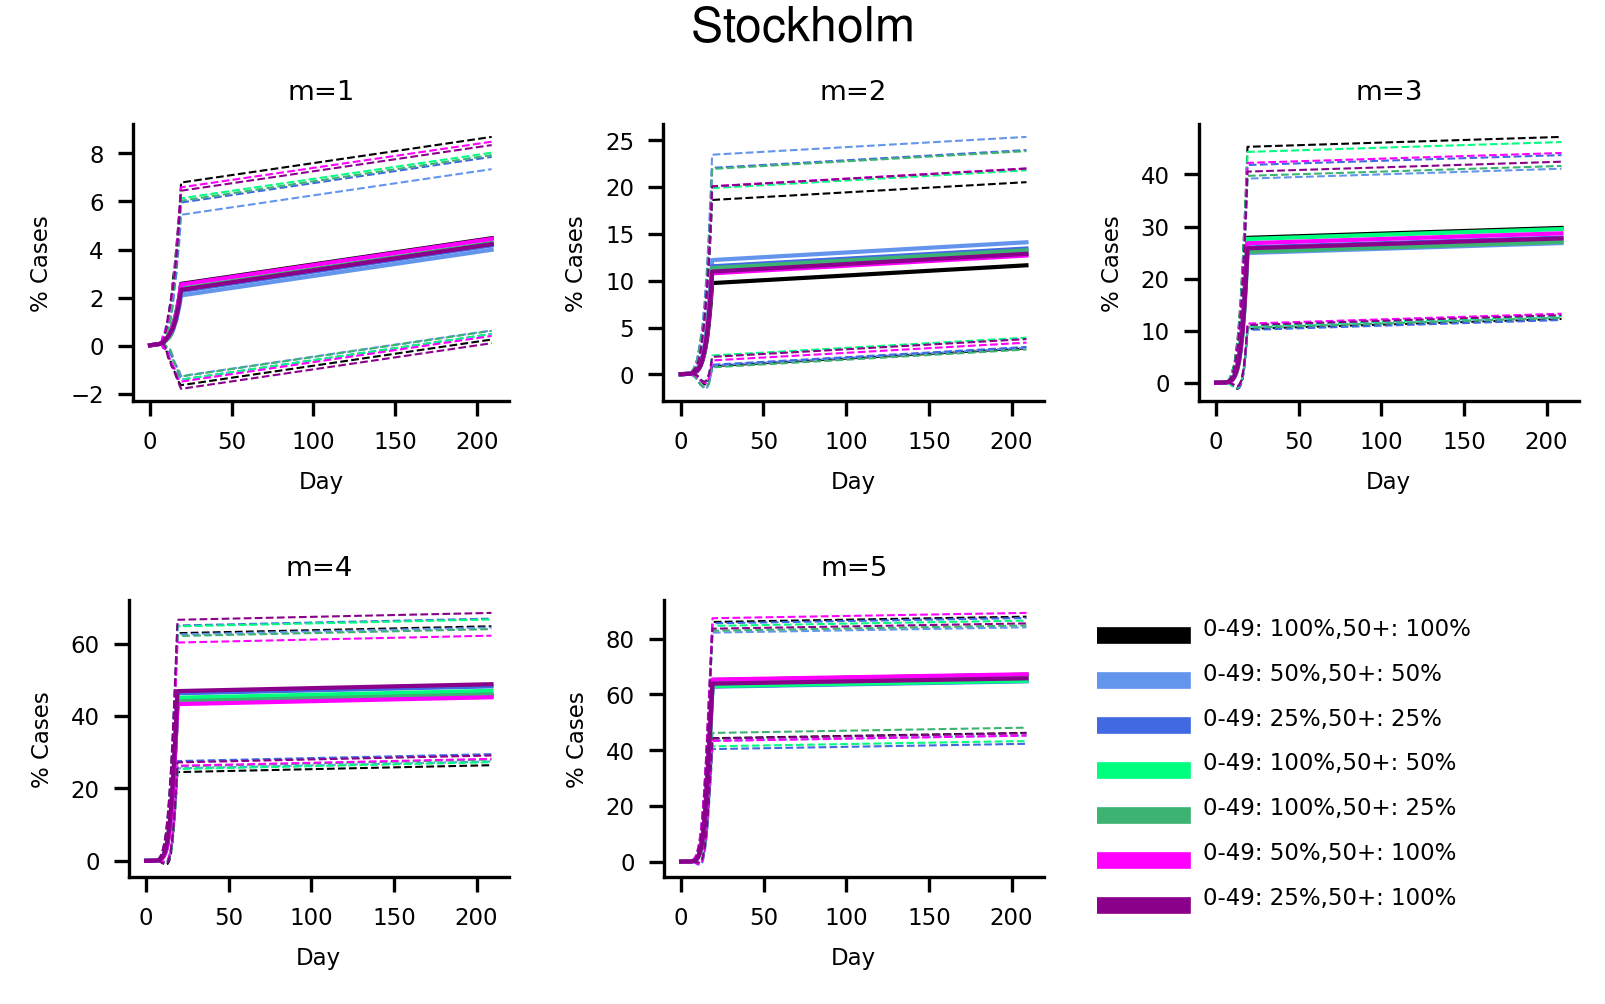 Stockholm
m=1
m=2
m=3
8
6
4
2
0
−2
% Cases
0 50 100 150 200
Day
25
20
15
10
5
0
% Cases
0 50 100 150 200
Day
40
30
20
10
0
% Cases
0 50 100 150 200
Day
m=4
m=5
60
40
20
0
% Cases
0 50 100 150 200
Day
80
60
40
20
0
% Cases
0 50 100 150 200
Day
0-49: 100%,50+: 100%
0-49: 50%,50+: 50%
0-49: 25%,50+: 25%
0-49: 100%,50+: 50%
0-49: 100%,50+: 25%
0-49: 50%,50+: 100%
0-49: 25%,50+: 100%